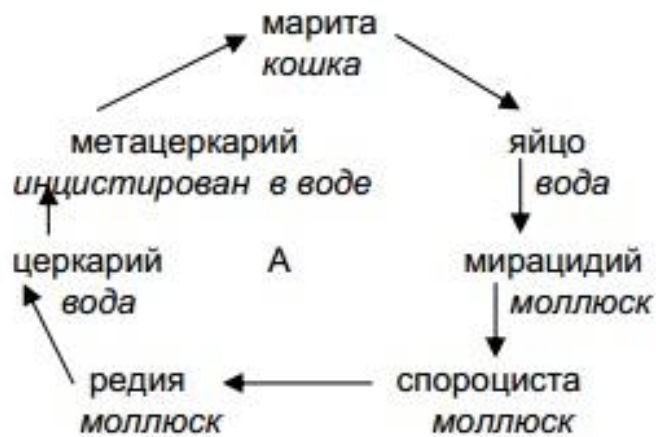 марита
кошка
метацеркарий
инцистирован в воде
яйцо
вода
церкарий
вода
А
мирацидий
моллюск
редия
моллюск
спороциста
моллюск